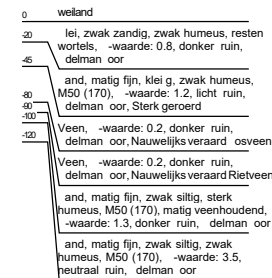 0 weiland
-20 lei, zwak zandig, zwak humeus, resten
wortels, -waarde: 0.8, donker ruin,
delman oor
-45 and, matig fijn, klei g, zwak humeus,
M50 (170), -waarde: 1.2, licht ruin,
delman oor, Sterk geroerd
-80 Veen, -waarde: 0.2, donker ruin,
delman oor, Nauwelijks veraard osveen
-90 Veen, -waarde: 0.2, donker ruin,
delman oor, Nauwelijks veraard Rietveen
-100 and, matig fijn, zwak siltig, sterk
humeus, M50 (170), matig veenhoudend,
-waarde: 1.3, donker ruin, delman oor
-120 and, matig fijn, zwak siltig, zwak
humeus, M50 (170), -waarde: 3.5,
neutraal ruin, delman oor